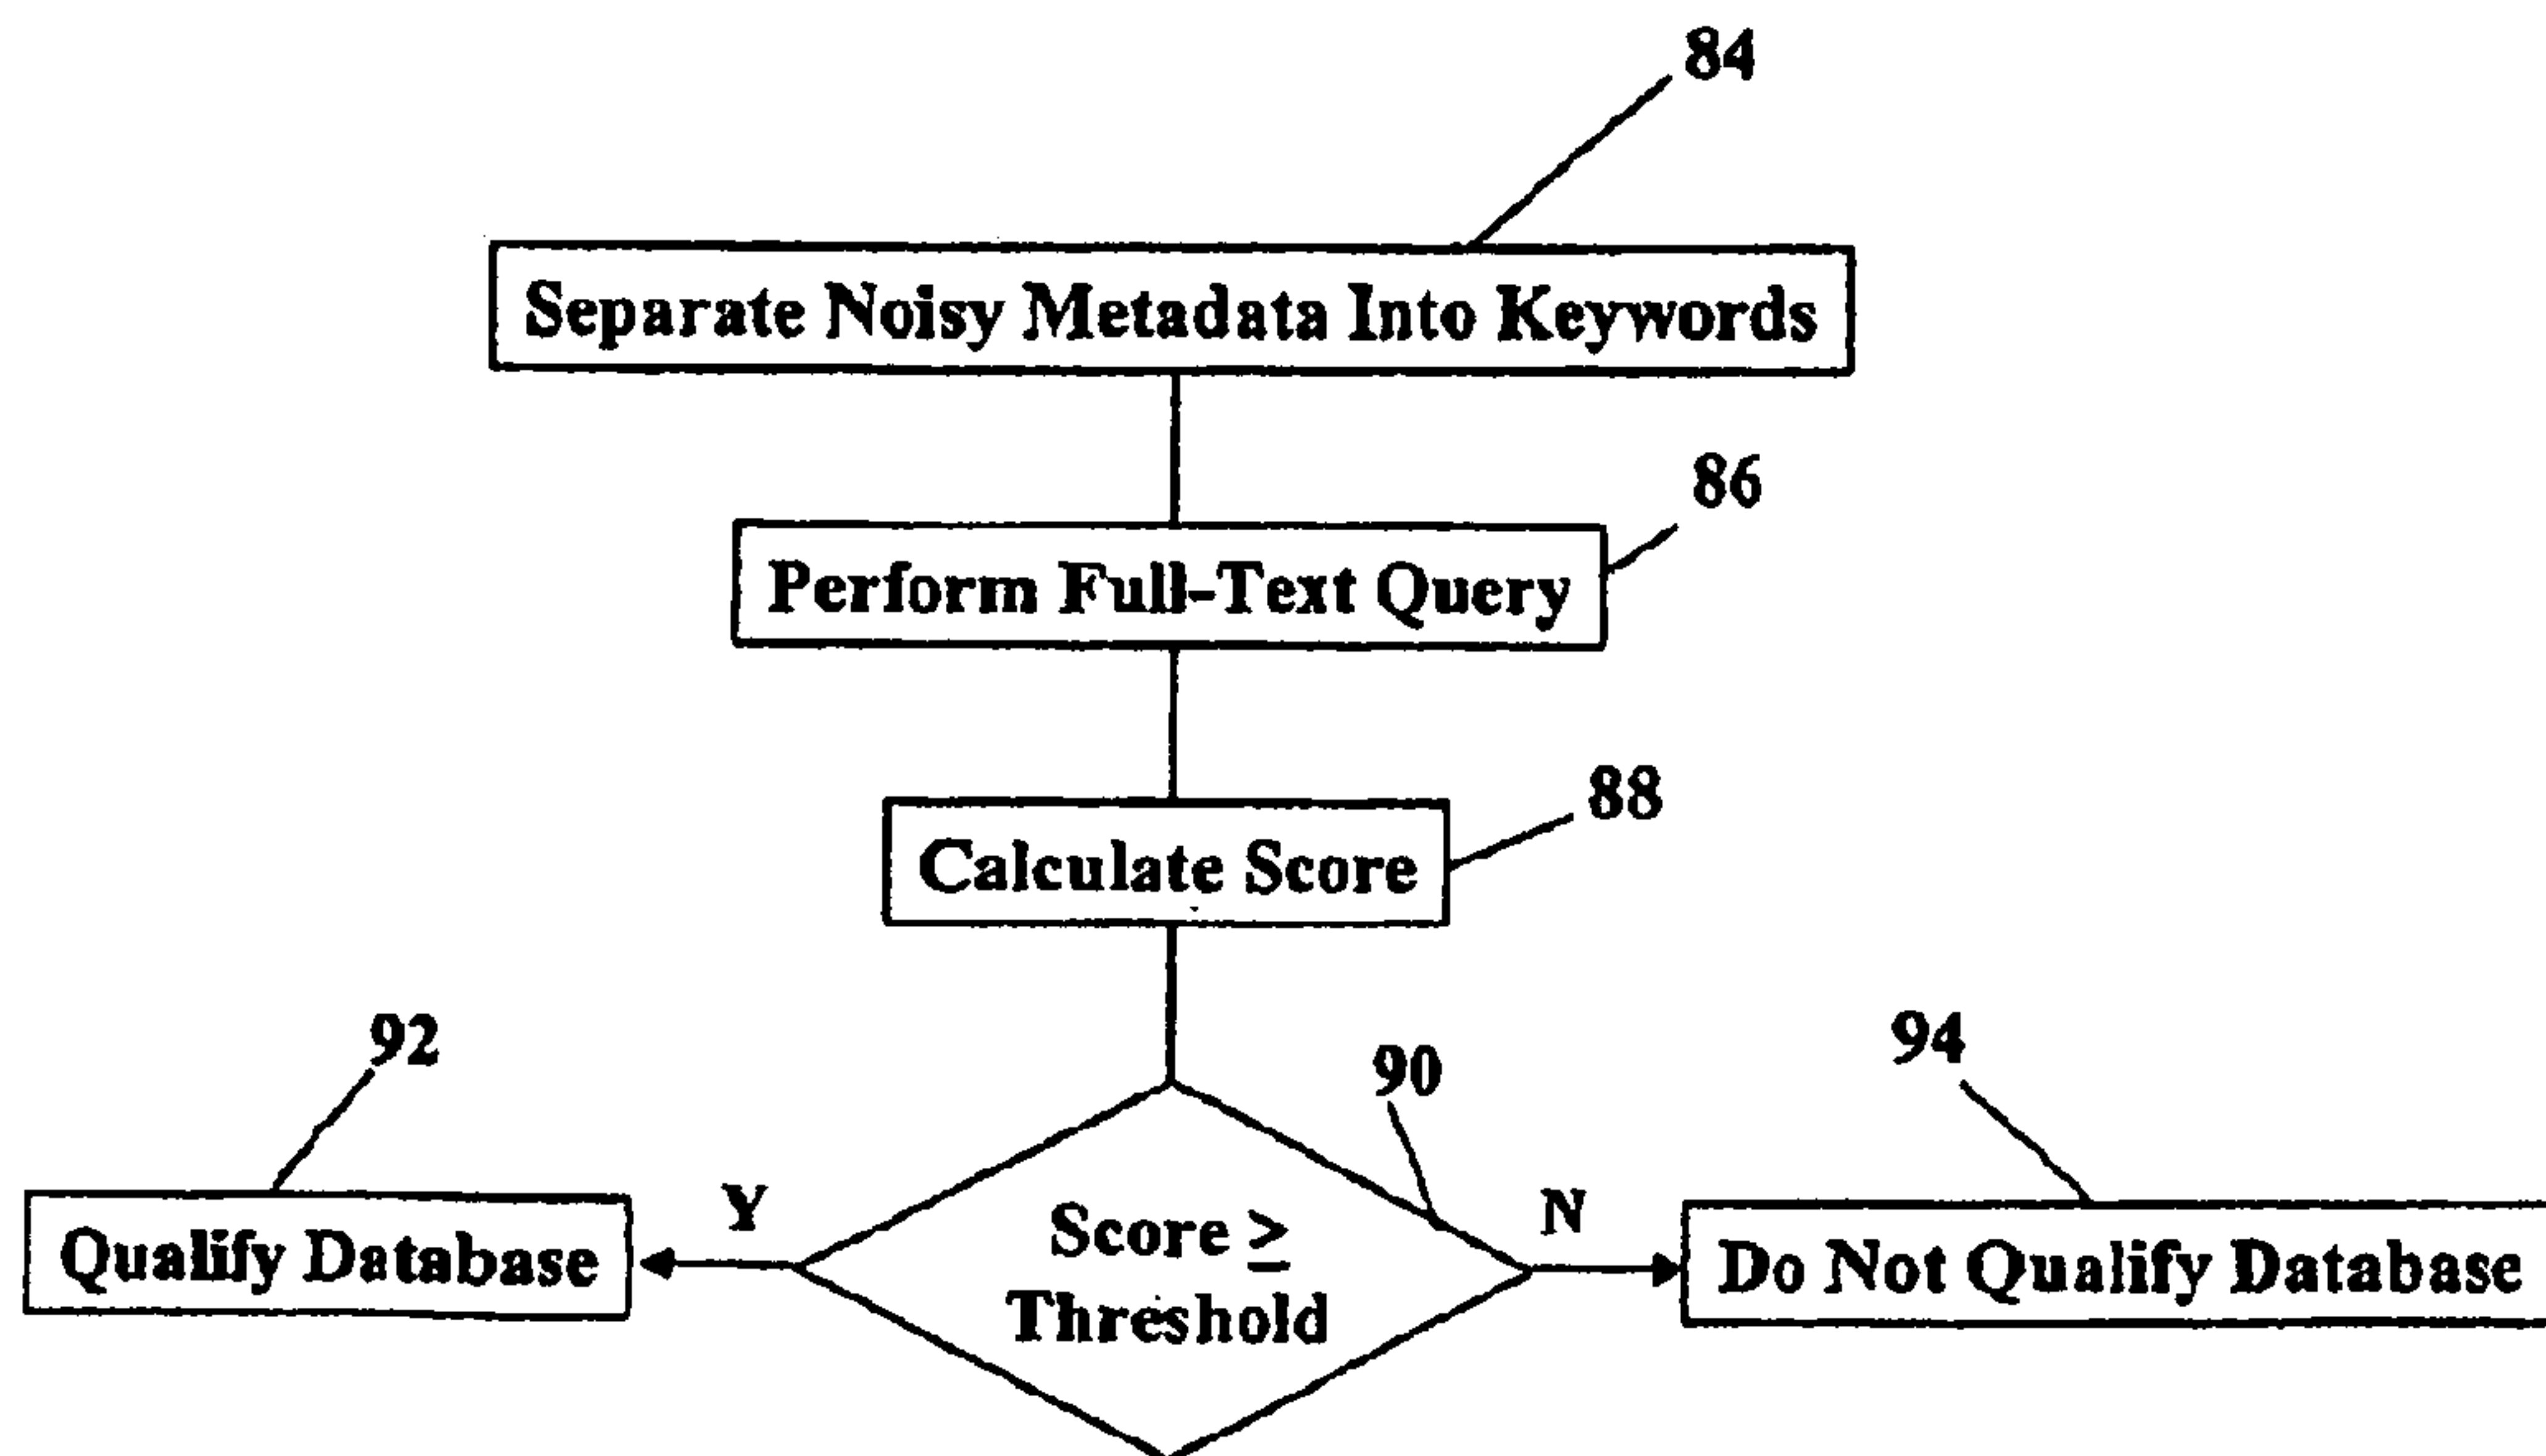 84
Separate Noisy Metadata Into Keywords
86
Perform Full-Text Query
88
Calculate Score
92
90
94
Y
N
Qualify Database
Score ≥
Threshold
Do Not Qualify Database